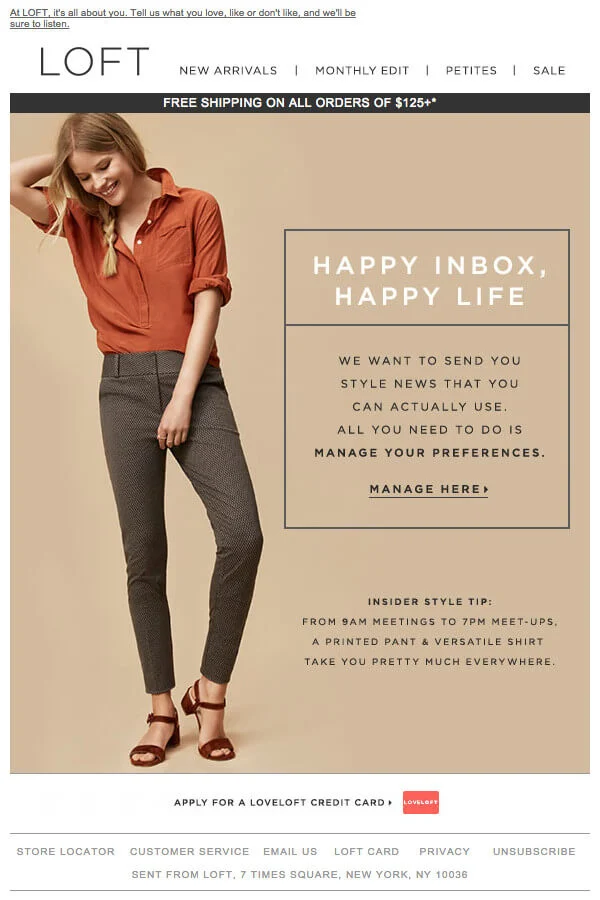 At LOFT, it's all about you. Tell us what you love, like or don't like, and we'll be
sure to listen.
LOFT
NEW ARRIVALS | MONTHLY EDIT | PETITES | SALE
FREE SHIPPING ON ALL ORDERS OF $125+*
HAPPY INBOX,
HAPPY LIFE
WE WANT TO SEND YOU
STYLE NEWS THAT YOU
CAN ACTUALLY USE.
ALL YOU NEED TO DO IS
MANAGE YOUR PREFERENCES.
MANAGE HERE
INSIDER STYLE TIP:
FROM 9AM MEETINGS TO 7PM MEET-UPS,
A PRINTED PANT & VERSATILE SHIRT
TAKE YOU PRETTY MUCH EVERYWHERE.
APPLY FOR A LOVELOFT CREDIT CARD LOVELOFT
STORE LOCATOR CUSTOMER SERVICE EMAIL US LOFT CARD PRIVACY UNSUBSCRIBE
SENT FROM LOFT, 7 TIMES SQUARE, NEW YORK, NY 10036